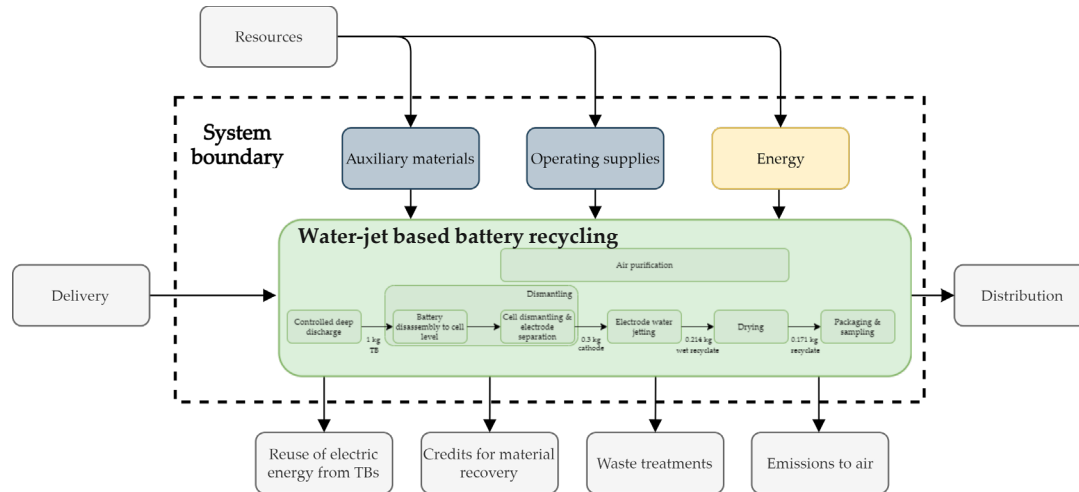 Resources
System
boundary
Auxiliary materials
Operating supplies
Energy
Water-jet based battery recycling
Air purification
Delivery
Distribution
Dismantling
Controlled deep
discharge
1 kg
TB
Battery
disassembly to cell
level
Cell dismantling &
electrode
separation
0.3 kg
cathode
Electrode water
jetting
0.214 kg
wet recyclate
Drying
0.171 kg
recyclate
Packaging &
sampling
Reuse of electric
energy from TBs
Credits for material
recovery
Waste treatments
Emissions to air